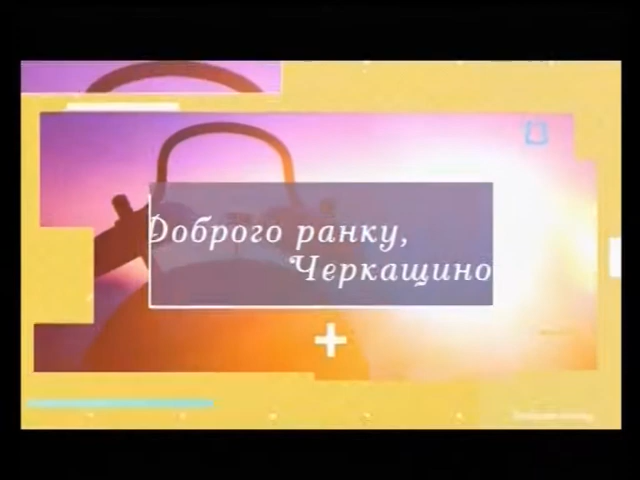 Доброго ранку,
Черкащино